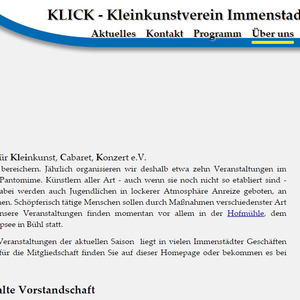 KLICK - Kleinkunstverein Immenstad
Aktuelles Kontakt Programm Über uns
ür Kleinkunst, Cabaret, Konzert e.V.
bereichern. Jährlich organisieren wir deshalb etwa zehn Veranstaltungen im
Pantomime. Künstlern aller Art - auch wenn sie noch nicht so etabliert sind -
abei werden auch Jugendlichen in lockerer Atmosphäre Anreize geboten, an
nen. Schöpferisch tätige Menschen sollen durch Maßnahmen verschiedenster Art
nsere Veranstaltungen finden momentan vor allem in der Hofmühle, dem
psee in Bühl statt.
Veranstaltungen der aktuellen Saison liegt in vielen Immenstädter Geschäften
für die Mitgliedschaft finden Sie auf dieser Homepage oder bekommen es bei
lte Vorstandschaft